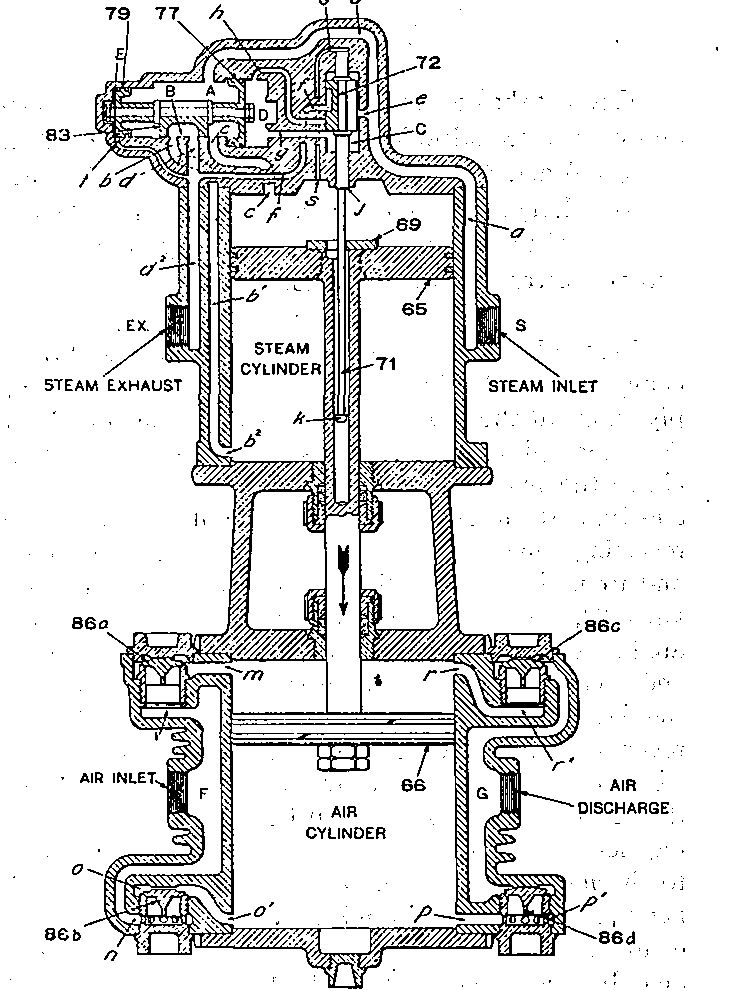 79
77
h
72
E
B
A
D
e
83
C
l
b
d
g
c
f
s
j
69
a
d²
b'
65
EX.
S
STEAM EXHAUST
STEAM CYLINDER
71
STEAM INLET
k
b²
86a
86c
m
r
r'
AIR INLET
F
66
G
AIR DISCHARGE
AIR CYLINDER
o
86b
n
o'
p
p'
86d